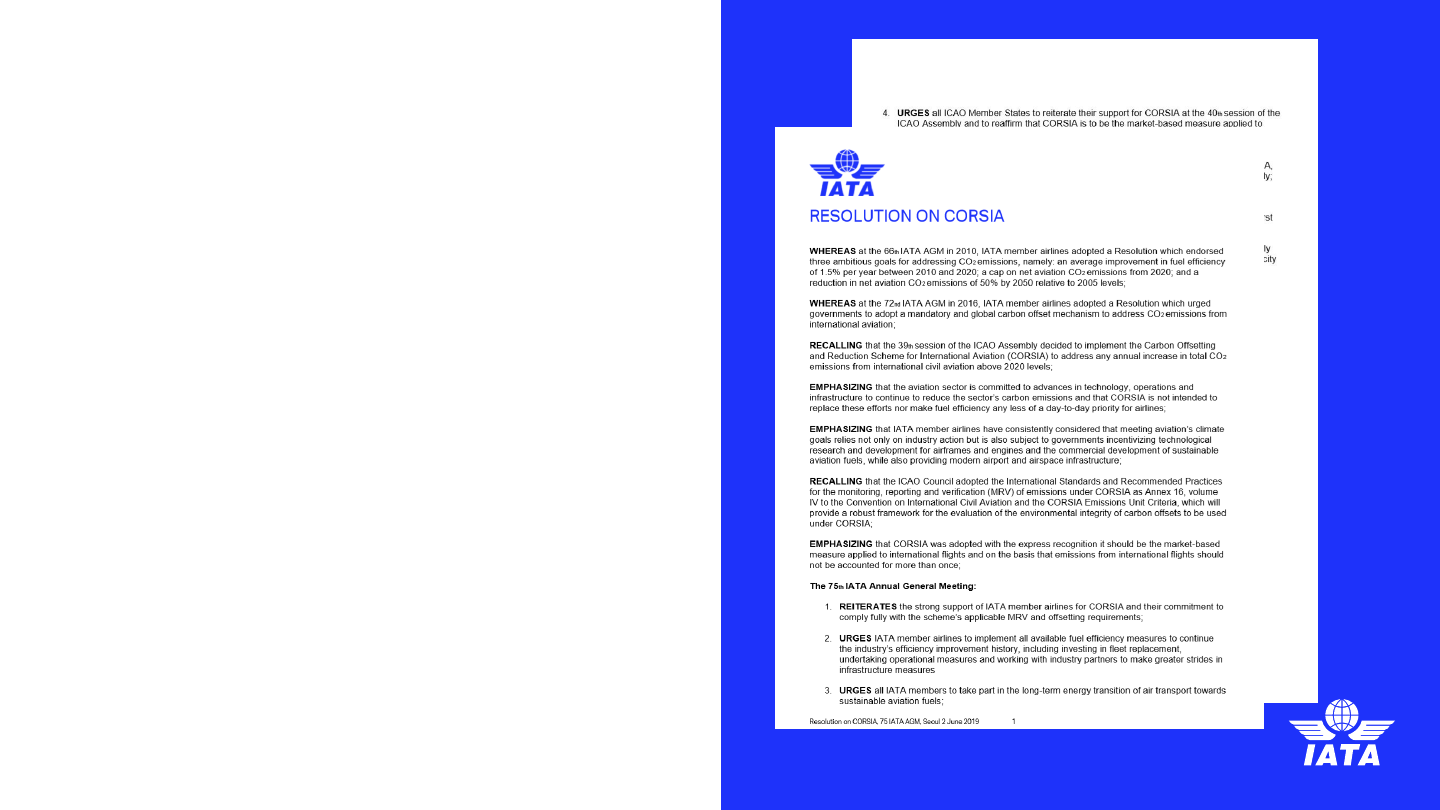 4. URGES all ICAO Member States to reiterate their support for CORSIA at the 40th session of the
ICAO Assembly and to reaffirm that CORSIA is to be the market-based measure applied to
A,
ly;
rst
ly
city
IATA
RESOLUTION ON CORSIA
WHEREAS at the 66th IATA AGM in 2010, IATA member airlines adopted a Resolution which endorsed
three ambitious goals for addressing CO2 emissions, namely: an average improvement in fuel efficiency
of 1.5% per year between 2010 and 2020; a cap on net aviation CO2 emissions from 2020; and a
reduction in net aviation CO2 emissions of 50% by 2050 relative to 2005 levels;
WHEREAS at the 72nd IATA AGM in 2016, IATA member airlines adopted a Resolution which urged
governments to adopt a mandatory and global carbon offset mechanism to address CO2 emissions from
international aviation;
RECALLING that the 39th session of the ICAO Assembly decided to implement the Carbon Offsetting
and Reduction Scheme for International Aviation (CORSIA) to address any annual increase in total CO2
emissions from international civil aviation above 2020 levels;
EMPHASIZING that the aviation sector is committed to advances in technology, operations and
infrastructure to continue to reduce the sector's carbon emissions and that CORSIA is not intended to
replace these efforts nor make fuel efficiency any less of a day-to-day priority for airlines;
EMPHASIZING that IATA member airlines have consistently considered that meeting aviation's climate
goals relies not only on industry action but is also subject to governments incentivizing technological
research and development for airframes and engines and the commercial development of sustainable
aviation fuels, while also providing modern airport and airspace infrastructure;
RECALLING that the ICAO Council adopted the International Standards and Recommended Practices
for the monitoring, reporting and verification (MRV) of emissions under CORSIA as Annex 16, volume
IV to the Convention on International Civil Aviation and the CORSIA Emissions Unit Criteria, which will
provide a robust framework for the evaluation of the environmental integrity of carbon offsets to be used
under CORSIA;
EMPHASIZING that CORSIA was adopted with the express recognition it should be the market-based
measure applied to international flights and on the basis that emissions from international flights should
not be accounted for more than once;
The 75th IATA Annual General Meeting:
1. REITERATES the strong support of IATA member airlines for CORSIA and their commitment to
comply fully with the scheme's applicable MRV and offsetting requirements;
2. URGES IATA member airlines to implement all available fuel efficiency measures to continue
the industry's efficiency improvement history, including investing in fleet replacement,
undertaking operational measures and working with industry partners to make greater strides in
infrastructure measures
3. URGES all IATA members to take part in the long-term energy transition of air transport towards
sustainable aviation fuels;
Resolution on CORSIA, 75 IATA AGM, Seoul 2 June 2019 1
IATA